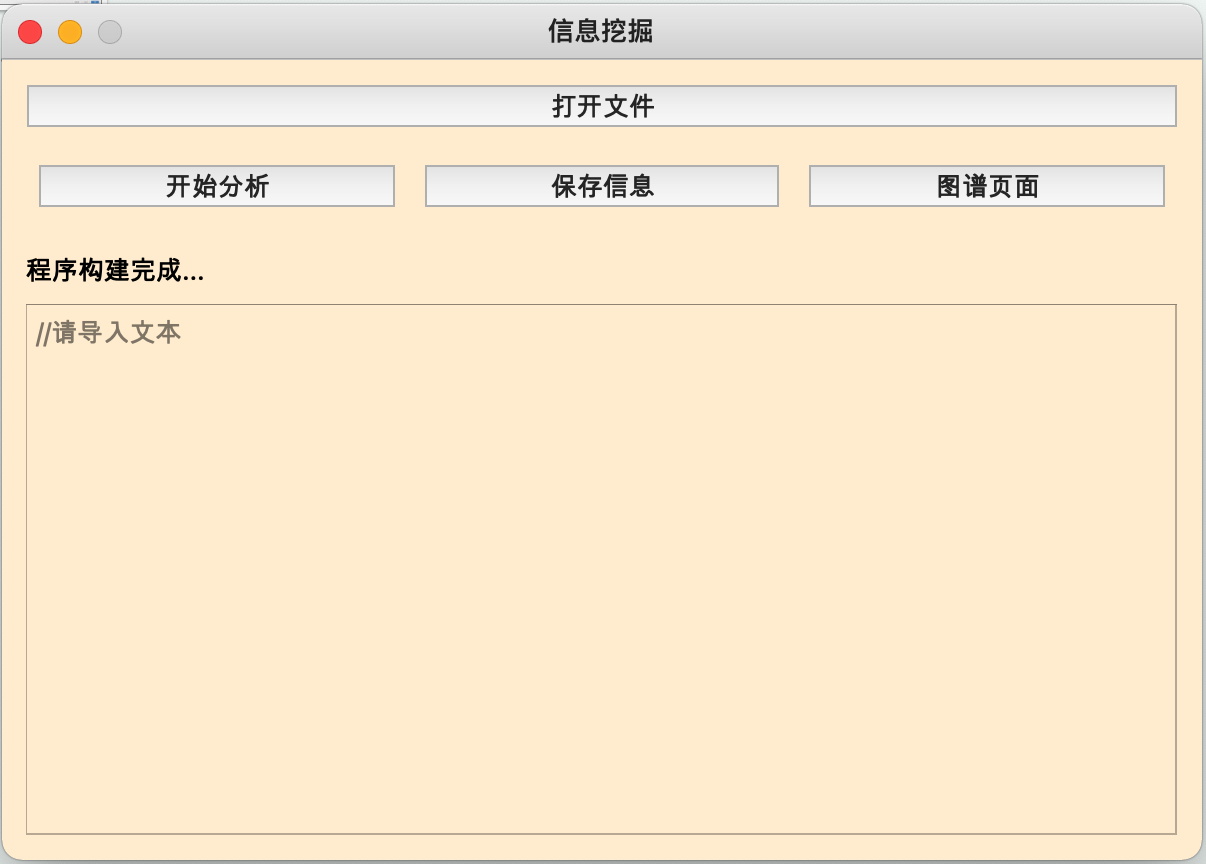 信息挖掘
打开文件
开始分析
保存信息
图谱页面
程序构建完成...
//请导入文本